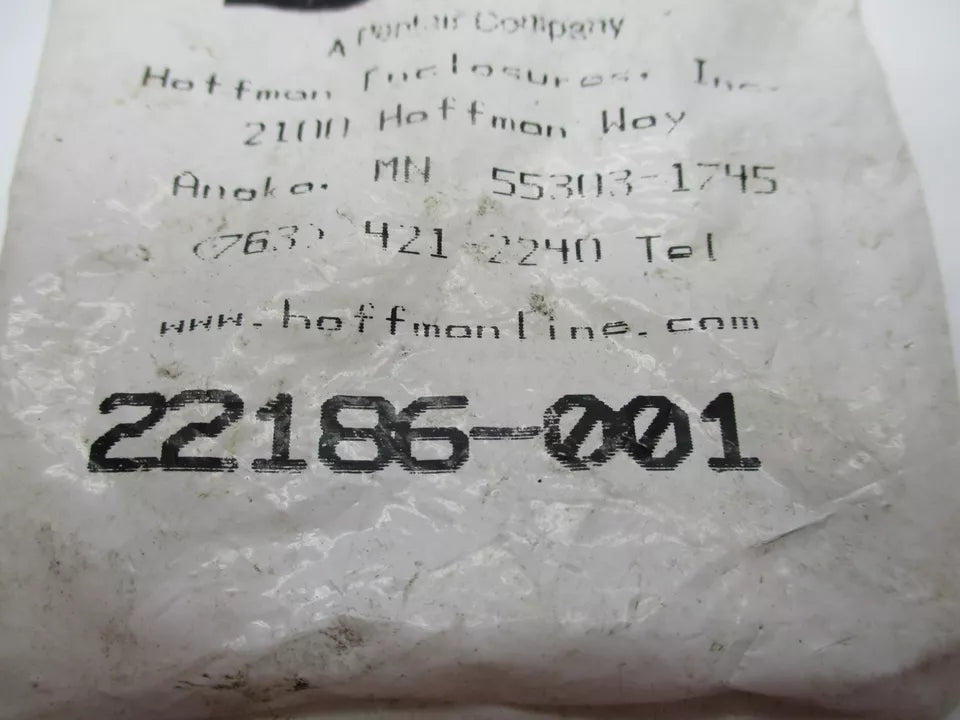 A Pentair Company
Hoffman Enclosures. Inc.
2100 Hoffman Way
Anoka. MN 55303-1745
(763) 421-2240 Tel
www.hoffmanline.com
22186-001